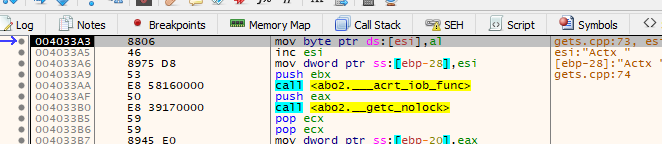 Log Notes Breakpoints Memory Map Call Stack SEH Script Symbols
004033A3 8806 mov byte ptr ds:[esi],al gets.cpp:73, esi
004033A5 46 inc esi esi:"Actx "
004033A6 8975 D8 mov dword ptr ss:[ebp-28],esi [ebp-28]:"Actx "
004033A9 53 push ebx gets.cpp:74
004033AA E8 58160000 call <abo2.___acrt_iob_func>
004033AF 50 push eax
004033B0 E8 39170000 call <abo2.__getc_nolock>
004033B5 59 pop ecx
004033B6 59 pop ecx
004033B7 8945 E0 mov dword ptr ss:[ebp-20],eax